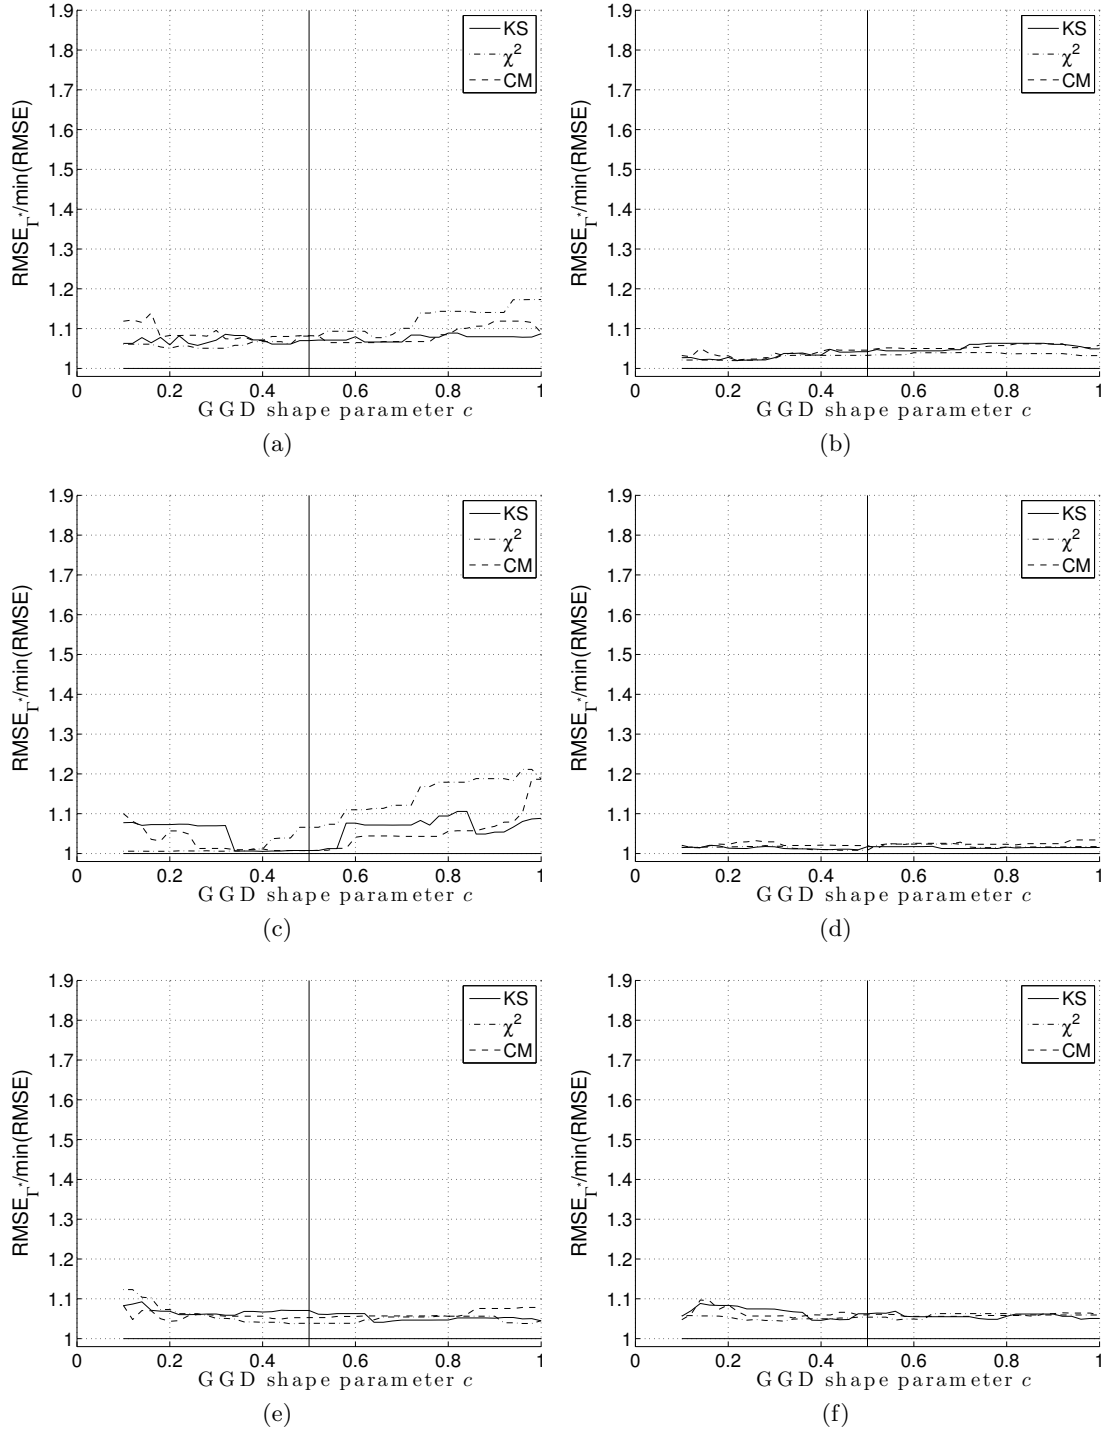 1.9
1.8
1.7
1.6
1.5
1.4
1.3
1.2
1.1
1
RMSE_Γ*/min(RMSE)
KS
χ²
CM
0 0.2 0.4 0.6 0.8 1
GGD shape parameter c
(a)
1.9
1.8
1.7
1.6
1.5
1.4
1.3
1.2
1.1
1
RMSE_Γ*/min(RMSE)
KS
χ²
CM
0 0.2 0.4 0.6 0.8 1
GGD shape parameter c
(b)
1.9
1.8
1.7
1.6
1.5
1.4
1.3
1.2
1.1
1
RMSE_Γ*/min(RMSE)
KS
χ²
CM
0 0.2 0.4 0.6 0.8 1
GGD shape parameter c
(c)
1.9
1.8
1.7
1.6
1.5
1.4
1.3
1.2
1.1
1
RMSE_Γ*/min(RMSE)
KS
χ²
CM
0 0.2 0.4 0.6 0.8 1
GGD shape parameter c
(d)
1.9
1.8
1.7
1.6
1.5
1.4
1.3
1.2
1.1
1
RMSE_Γ*/min(RMSE)
KS
χ²
CM
0 0.2 0.4 0.6 0.8 1
GGD shape parameter c
(e)
1.9
1.8
1.7
1.6
1.5
1.4
1.3
1.2
1.1
1
RMSE_Γ*/min(RMSE)
KS
χ²
CM
0 0.2 0.4 0.6 0.8 1
GGD shape parameter c
(f)